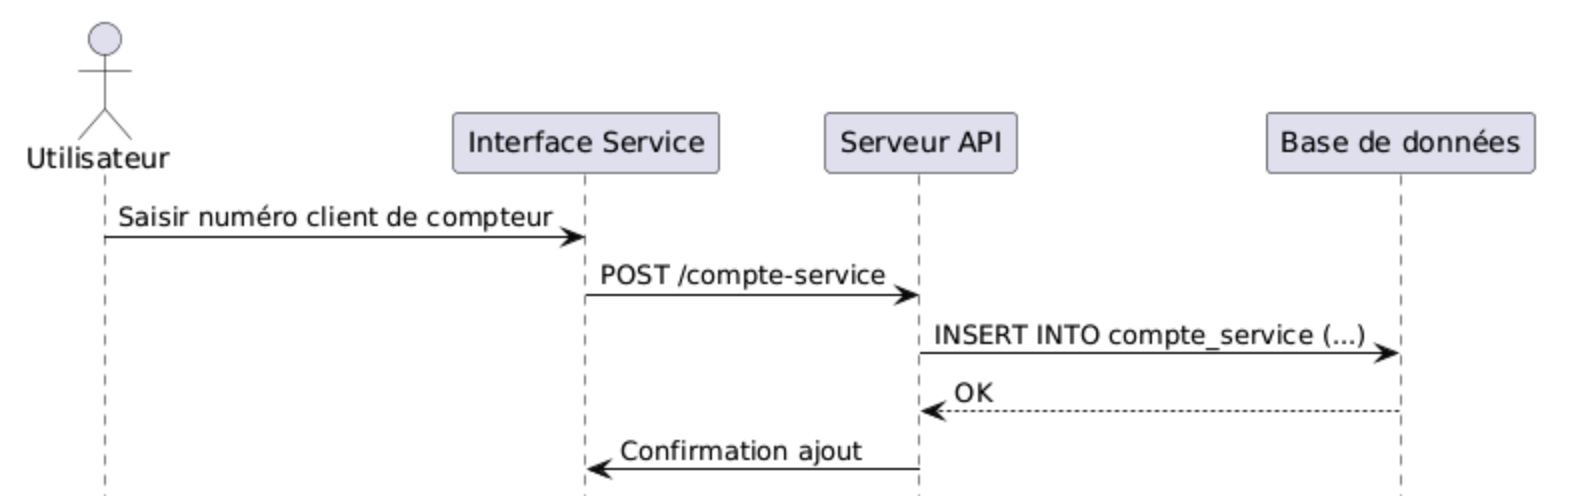 Utilisateur
Interface Service
Serveur API
Base de données
Saisir numéro client de compteur
POST /compte-service
INSERT INTO compte_service (...)
OK
Confirmation ajout